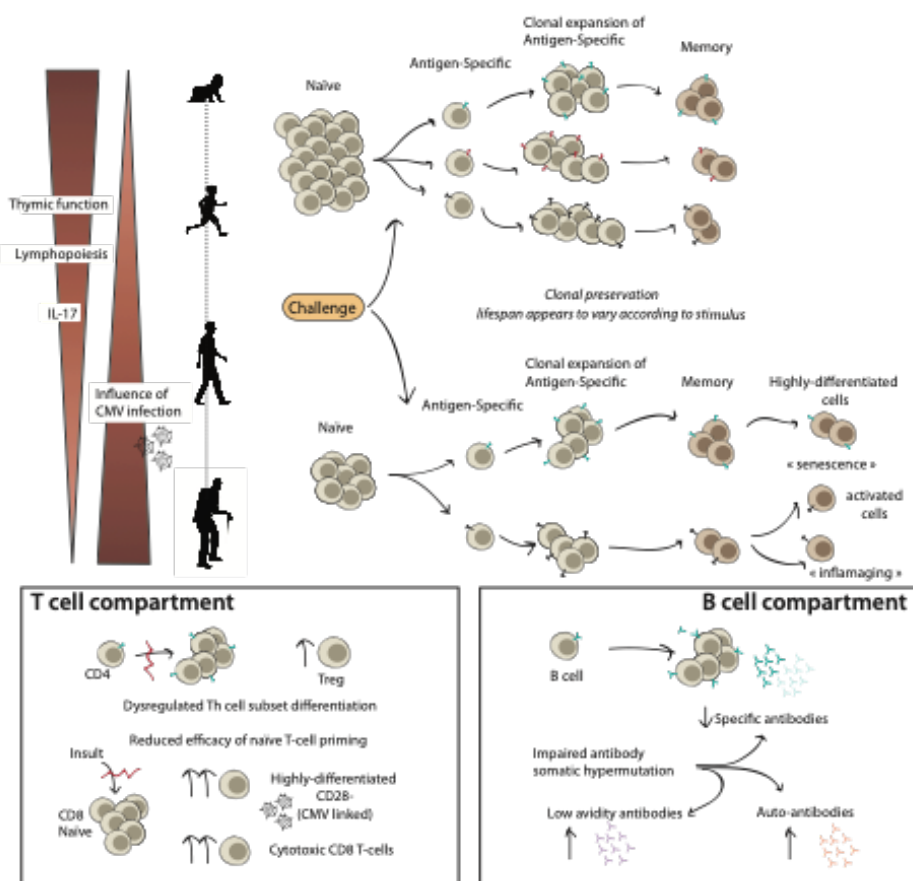 Thymic function
Lymphopoiesis
IL-17
Influence of
CMV infection
Naïve
Antigen-Specific
Clonal expansion of
Antigen-Specific
Memory
Challenge
Clonal preservation
lifespan appears to vary according to stimulus
Naïve
Antigen-Specific
Clonal expansion of
Antigen-Specific
Memory
Highly-differentiated
cells
« senescence »
activated
cells
« inflamaging »
T cell compartment
CD4
Treg
Dysregulated Th cell subset differentiation
Reduced efficacy of naïve T-cell priming
Insult
CD8
Naïve
Highly-differentiated
CD28-
(CMV linked)
Cytotoxic CD8 T-cells
B cell compartment
B cell
Specific antibodies
Impaired antibody
somatic hypermutation
Low avidity antibodies
Auto-antibodies